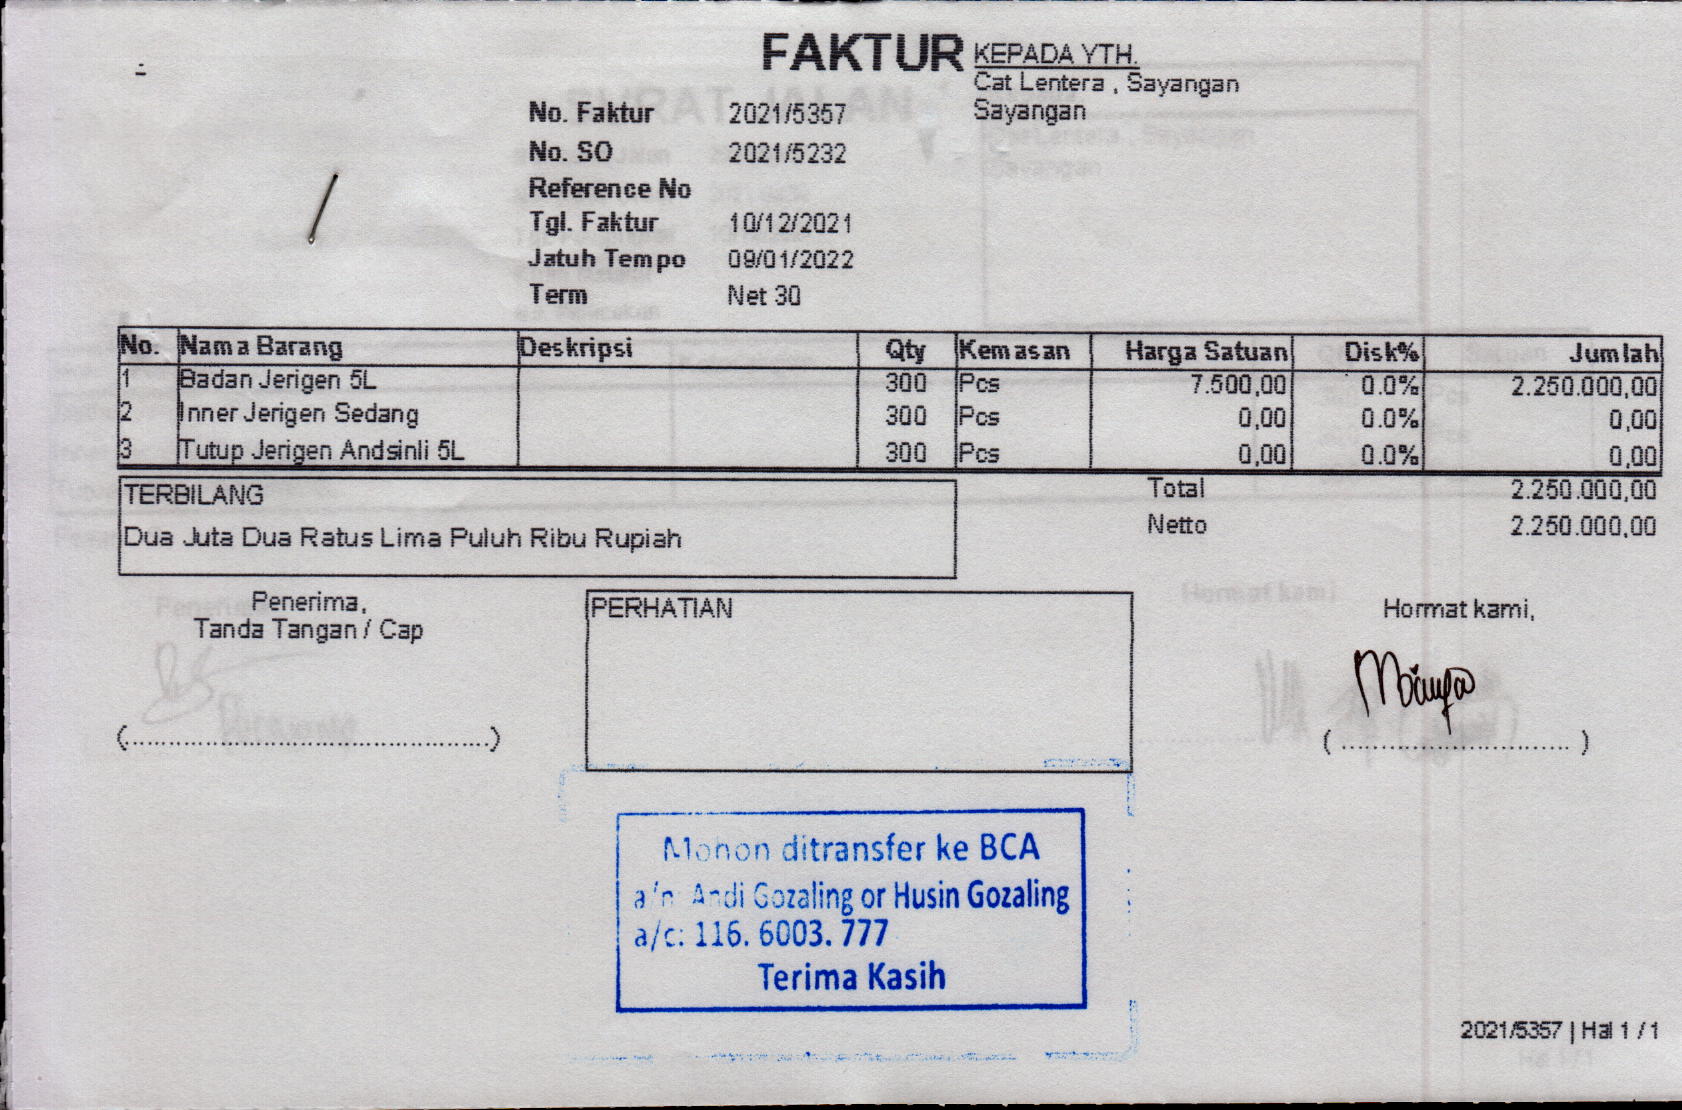 FAKTUR
KEPADA YTH.
Cat Lentera , Sayangan
Sayangan
No. Faktur 2021/5357
No. SO 2021/5232
Reference No
Tgl. Faktur 10/12/2021
Jatuh Tempo 09/01/2022
Term Net 30
No. Nama Barang Deskripsi Qty Kemasan Harga Satuan Disk% Jumlah
1 Badan Jerigen 5L 300 Pcs 7.500,00 0.0% 2.250.000,00
2 Inner Jerigen Sedang 300 Pcs 0,00 0.0% 0,00
3 Tutup Jerigen Andsinli 5L 300 Pcs 0,00 0.0% 0,00
TERBILANG
Dua Juta Dua Ratus Lima Puluh Ribu Rupiah
Total 2.250.000,00
Netto 2.250.000,00
Penerima,
Tanda Tangan / Cap
PERHATIAN
Hormat kami,
(..............................................)
( ............................ )
Mohon ditransfer ke BCA
a/n: Andi Gozaling or Husin Gozaling
a/c: 116. 6003. 777
Terima Kasih
2021/5357 | Hal 1 / 1